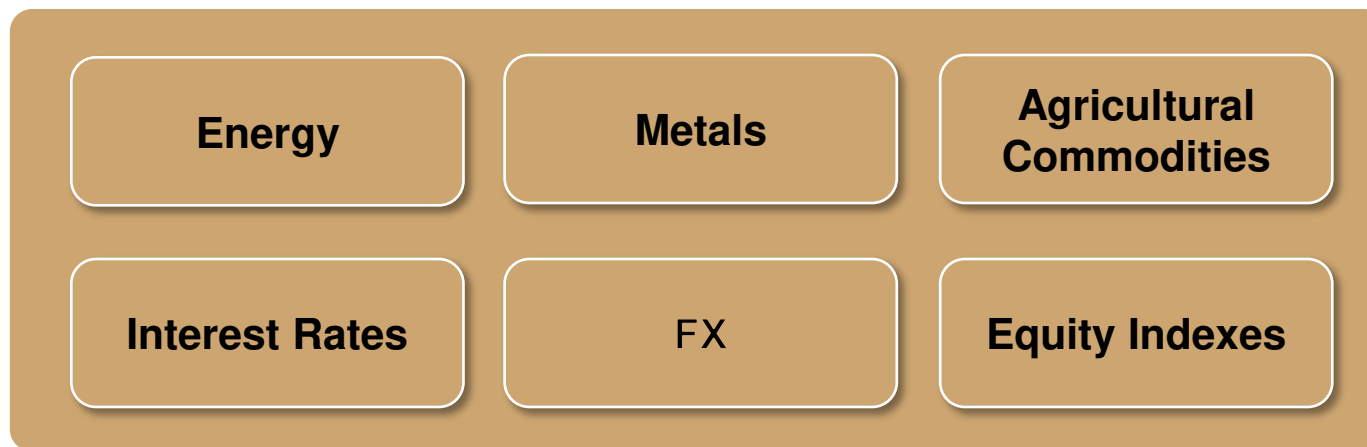 Energy
Metals
Agricultural
Commodities
Interest Rates
FX
Equity Indexes